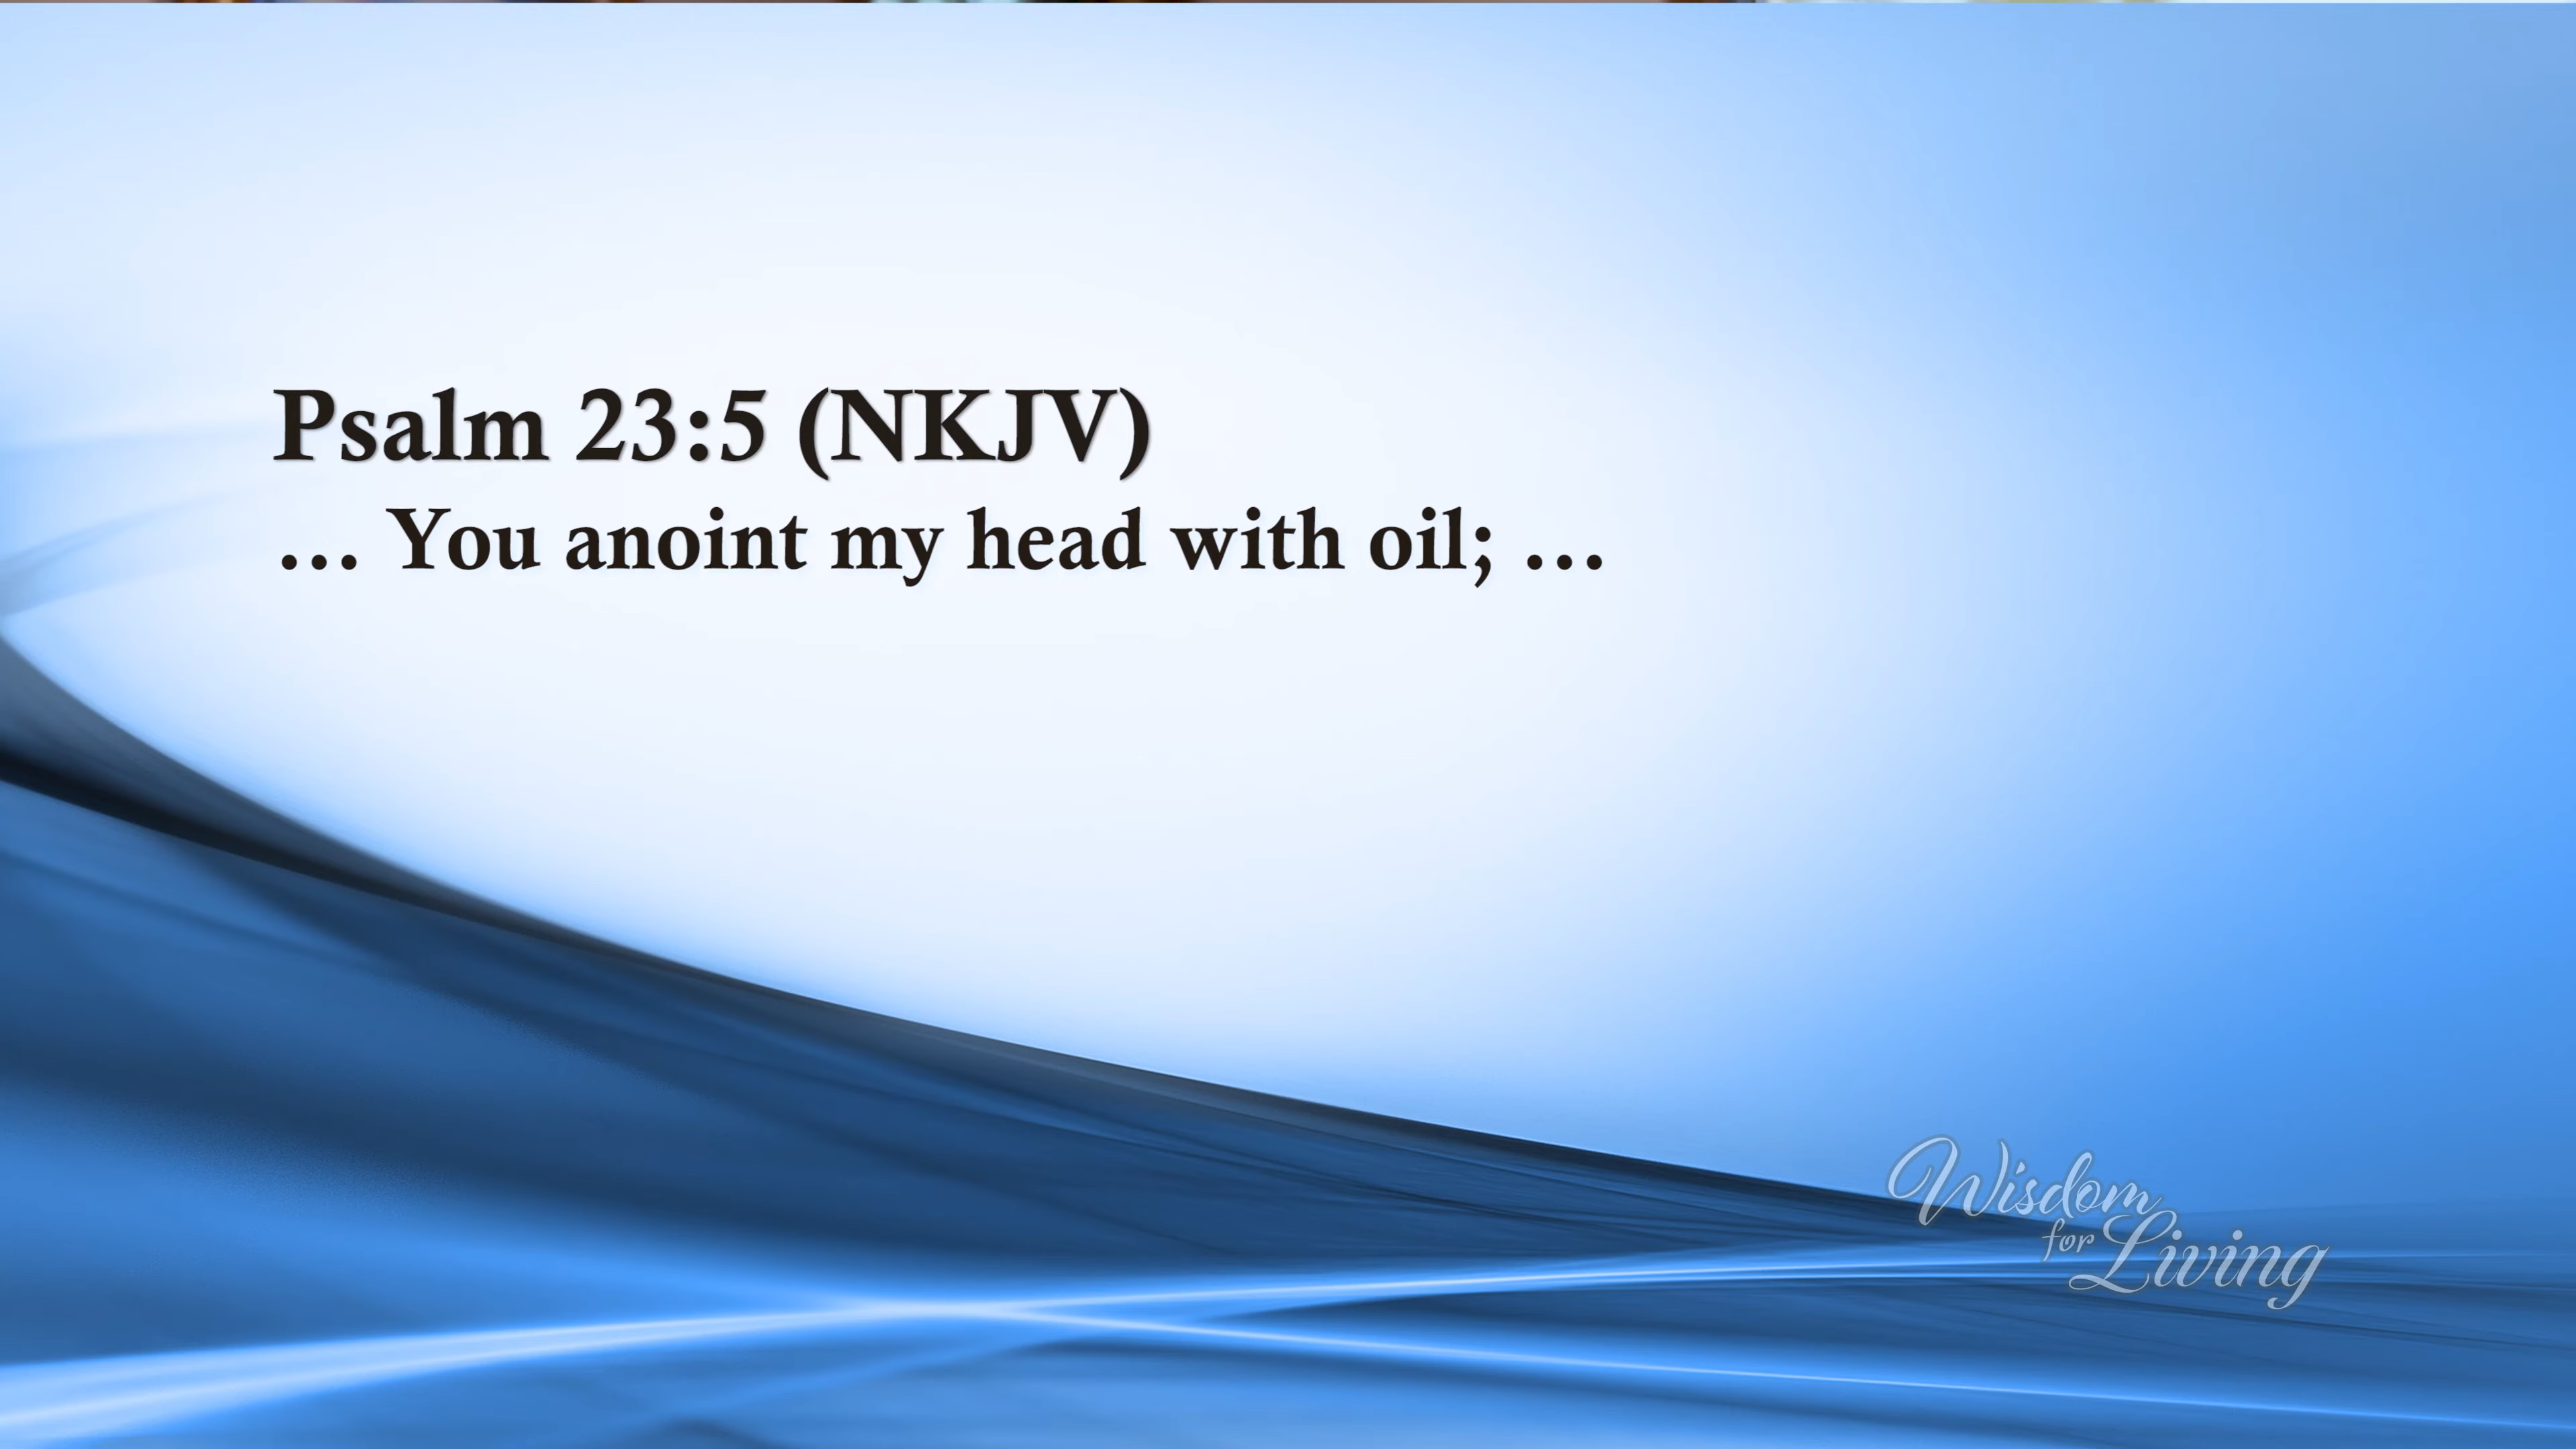 Psalm 23:5 (NKJV)
… You anoint my head with oil; …
Wisdom
for Living